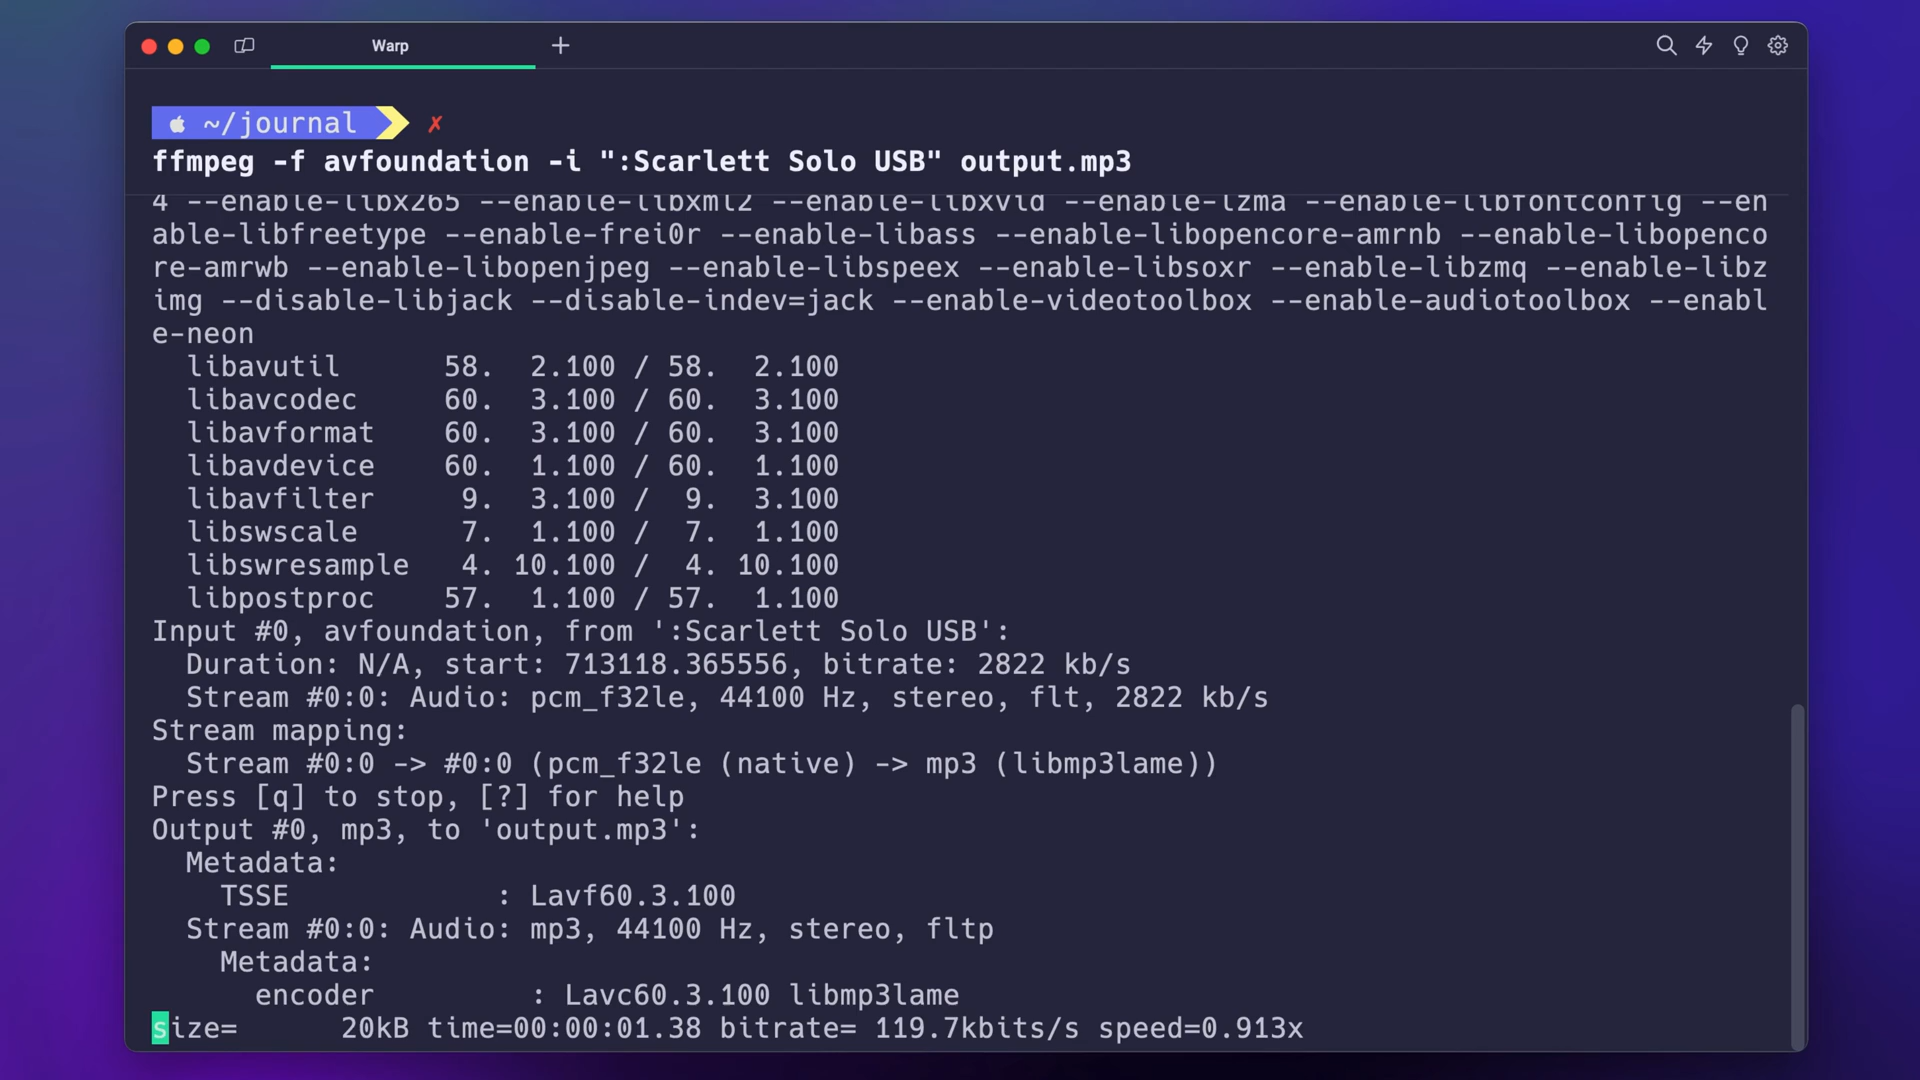 Warp
~/journal ✗
ffmpeg -f avfoundation -i ":Scarlett Solo USB" output.mp3
4 --enable-libx265 --enable-libxml2 --enable-libxvid --enable-lzma --enable-libfontconfig --en
able-libfreetype --enable-frei0r --enable-libass --enable-libopencore-amrnb --enable-libopenco
re-amrwb --enable-libopenjpeg --enable-libspeex --enable-libsoxr --enable-libzmq --enable-libz
img --disable-libjack --disable-indev=jack --enable-videotoolbox --enable-audiotoolbox --enabl
e-neon
libavutil 58. 2.100 / 58. 2.100
libavcodec 60. 3.100 / 60. 3.100
libavformat 60. 3.100 / 60. 3.100
libavdevice 60. 1.100 / 60. 1.100
libavfilter 9. 3.100 / 9. 3.100
libswscale 7. 1.100 / 7. 1.100
libswresample 4. 10.100 / 4. 10.100
libpostproc 57. 1.100 / 57. 1.100
Input #0, avfoundation, from ':Scarlett Solo USB':
Duration: N/A, start: 713118.365556, bitrate: 2822 kb/s
Stream #0:0: Audio: pcm_f32le, 44100 Hz, stereo, flt, 2822 kb/s
Stream mapping:
Stream #0:0 -> #0:0 (pcm_f32le (native) -> mp3 (libmp3lame))
Press [q] to stop, [?] for help
Output #0, mp3, to 'output.mp3':
Metadata:
TSSE : Lavf60.3.100
Stream #0:0: Audio: mp3, 44100 Hz, stereo, fltp
Metadata:
encoder : Lavc60.3.100 libmp3lame
size= 20kB time=00:00:01.38 bitrate= 119.7kbits/s speed=0.913x